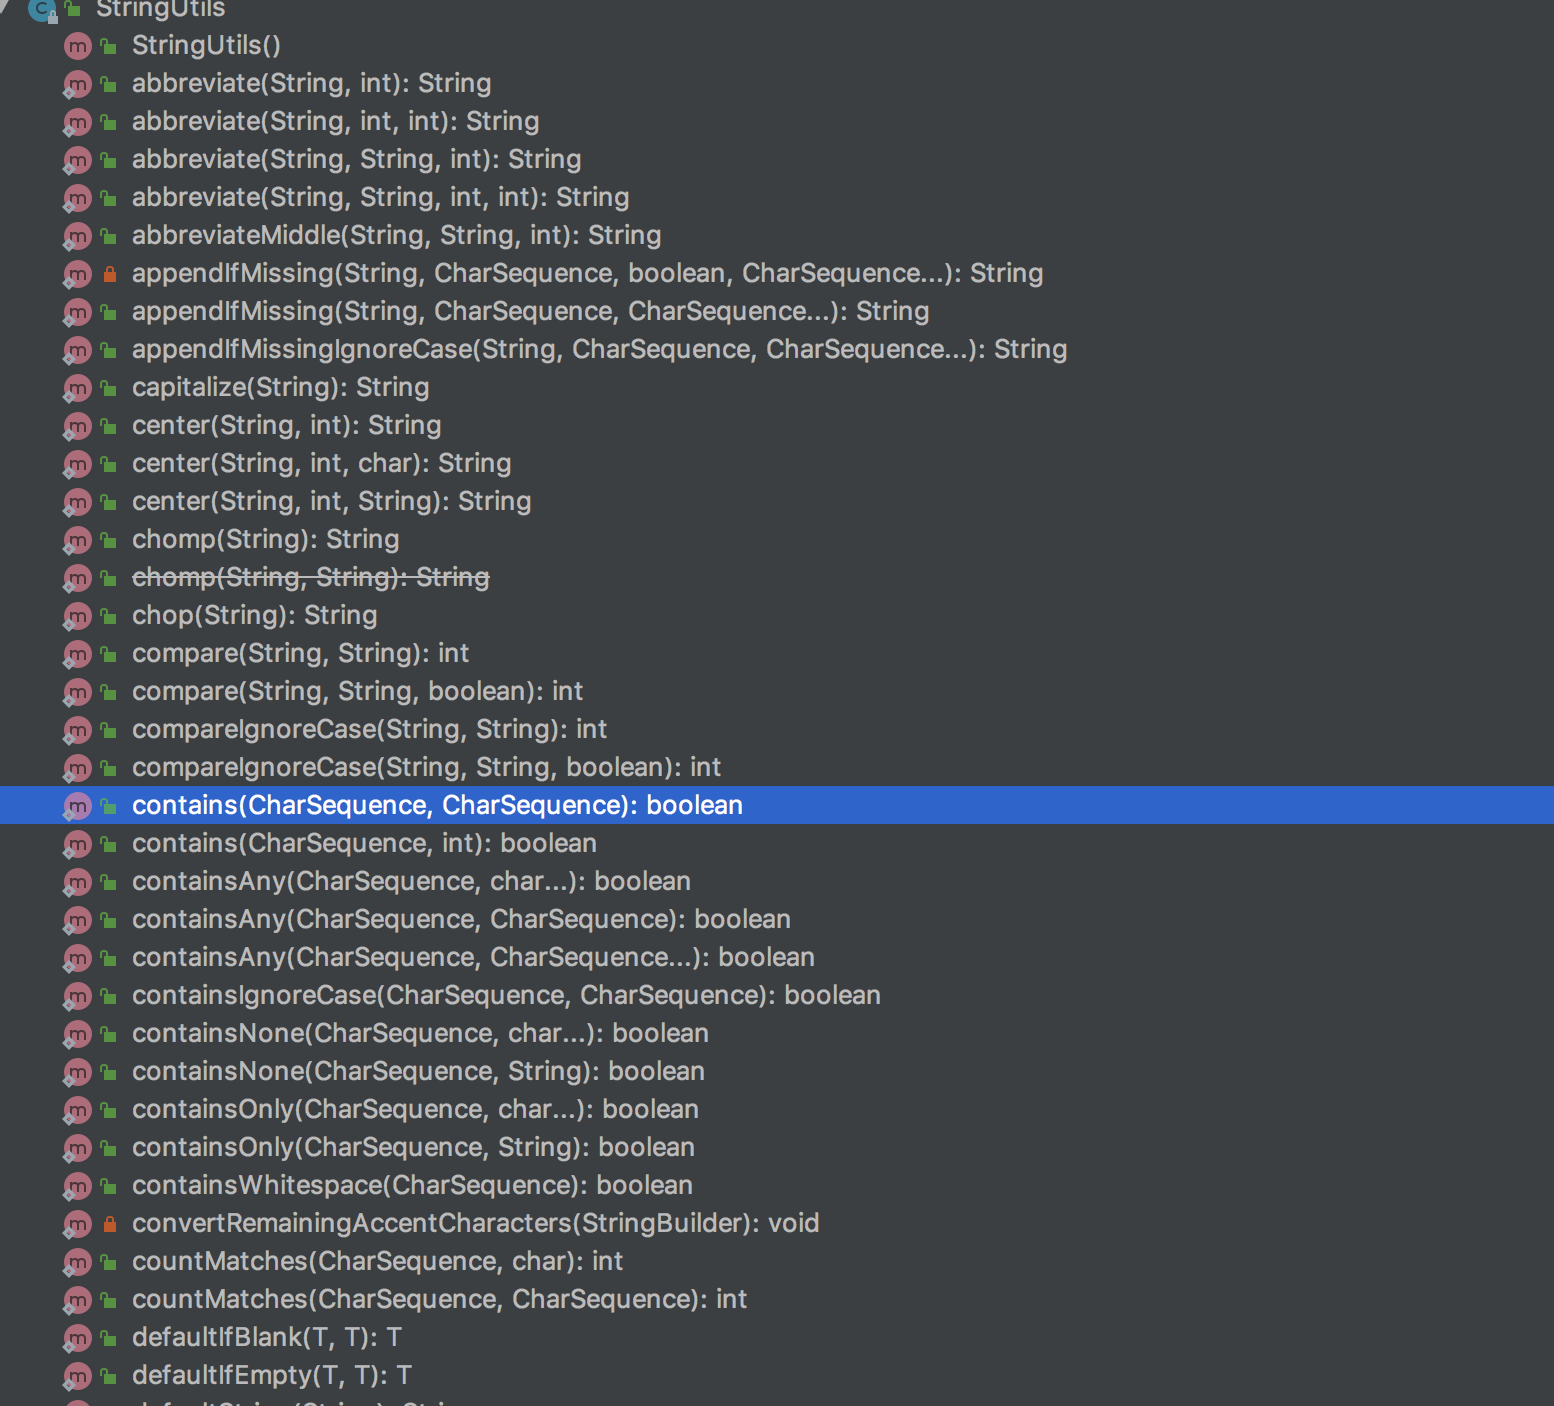 StringUtils
StringUtils()
abbreviate(String, int): String
abbreviate(String, int, int): String
abbreviate(String, String, int): String
abbreviate(String, String, int, int): String
abbreviateMiddle(String, String, int): String
appendIfMissing(String, CharSequence, boolean, CharSequence...): String
appendIfMissing(String, CharSequence, CharSequence...): String
appendIfMissingIgnoreCase(String, CharSequence, CharSequence...): String
capitalize(String): String
center(String, int): String
center(String, int, char): String
center(String, int, String): String
chomp(String): String
chomp(String, String): String
chop(String): String
compare(String, String): int
compare(String, String, boolean): int
compareIgnoreCase(String, String): int
compareIgnoreCase(String, String, boolean): int
contains(CharSequence, CharSequence): boolean
contains(CharSequence, int): boolean
containsAny(CharSequence, char...): boolean
containsAny(CharSequence, CharSequence): boolean
containsAny(CharSequence, CharSequence...): boolean
containsIgnoreCase(CharSequence, CharSequence): boolean
containsNone(CharSequence, char...): boolean
containsNone(CharSequence, String): boolean
containsOnly(CharSequence, char...): boolean
containsOnly(CharSequence, String): boolean
containsWhitespace(CharSequence): boolean
convertRemainingAccentCharacters(StringBuilder): void
countMatches(CharSequence, char): int
countMatches(CharSequence, CharSequence): int
defaultIfBlank(T, T): T
defaultIfEmpty(T, T): T